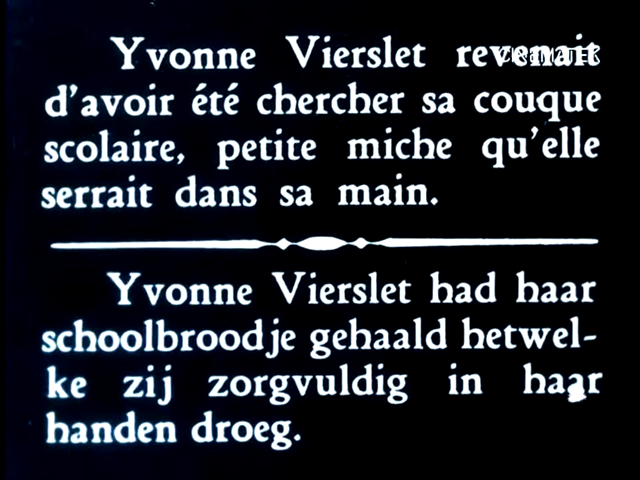 Yvonne Vierslet revenait
d'avoir été chercher sa couque
scolaire, petite miche qu'elle
serrait dans sa main.
Yvonne Vierslet had haar
schoolbroodje gehaald hetwel-
ke zij zorgvuldig in haar
handen droeg.